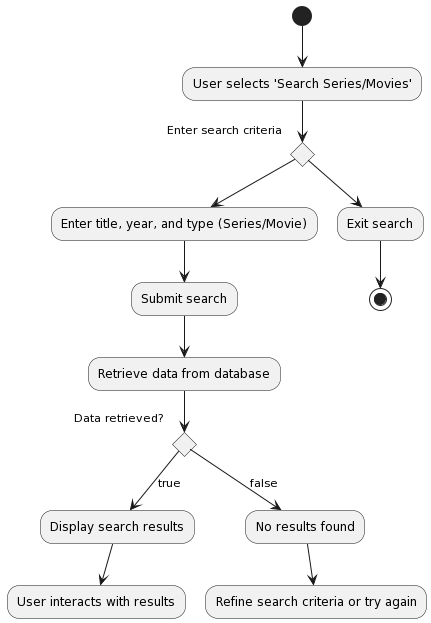 User selects 'Search Series/Movies'
Enter search criteria
Enter title, year, and type (Series/Movie)
Exit search
Submit search
Retrieve data from database
Data retrieved?
true
false
Display search results
No results found
User interacts with results
Refine search criteria or try again